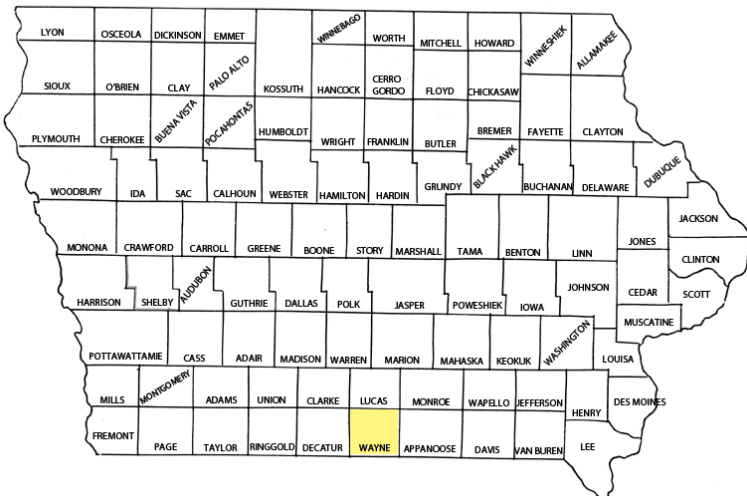 LYON OSCEOLA DICKINSON EMMET WINNEBAGO WORTH MITCHELL HOWARD WINNESHIEK ALLAMAKEE
SIOUX O'BRIEN CLAY PALO ALTO KOSSUTH HANCOCK CERRO GORDO FLOYD CHICKASAW
PLYMOUTH CHEROKEE BUENA VISTA POCAHONTAS HUMBOLDT WRIGHT FRANKLIN BUTLER BREMER FAYETTE CLAYTON
WOODBURY IDA SAC CALHOUN WEBSTER HAMILTON HARDIN GRUNDY BLACK HAWK BUCHANAN DELAWARE DUBUQUE
MONONA CRAWFORD CARROLL GREENE BOONE STORY MARSHALL TAMA BENTON LINN JONES JACKSON
CLINTON
HARRISON SHELBY AUDUBON GUTHRIE DALLAS POLK JASPER POWESHIEK IOWA JOHNSON CEDAR SCOTT
MUSCATINE
POTTAWATTAMIE CASS ADAIR MADISON WARREN MARION MAHASKA KEOKUK WASHINGTON LOUISA
MILLS MONTGOMERY ADAMS UNION CLARKE LUCAS MONROE WAPELLO JEFFERSON HENRY DES MOINES
FREMONT PAGE TAYLOR RINGGOLD DECATUR WAYNE APPANOOSE DAVIS VAN BUREN LEE